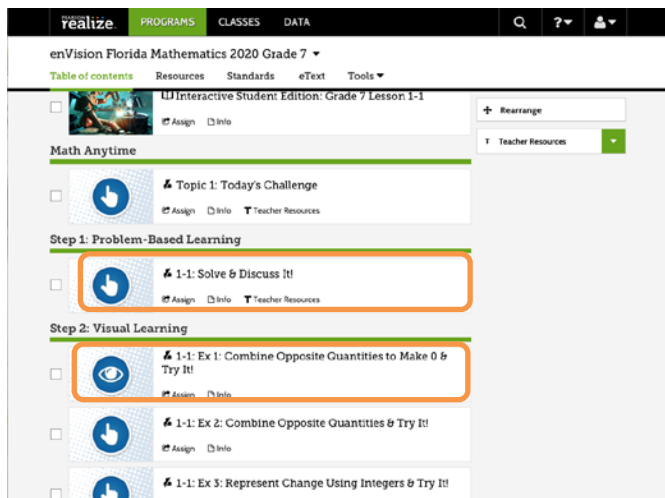 PEARSON
realize. PROGRAMS CLASSES DATA ?
enVision Florida Mathematics 2020 Grade 7
Table of contents Resources Standards eText Tools
Interactive Student Edition: Grade 7 Lesson 1-1
Assign Info
Rearrange
T Teacher Resources
Math Anytime
Topic 1: Today's Challenge
Assign Info T Teacher Resources
Step 1: Problem-Based Learning
1-1: Solve & Discuss It!
Assign Info T Teacher Resources
Step 2: Visual Learning
1-1: Ex 1: Combine Opposite Quantities to Make 0 &
Try It!
Assign Info
1-1: Ex 2: Combine Opposite Quantities & Try It!
Assign Info
1-1: Ex 3: Represent Change Using Integers & Try It!